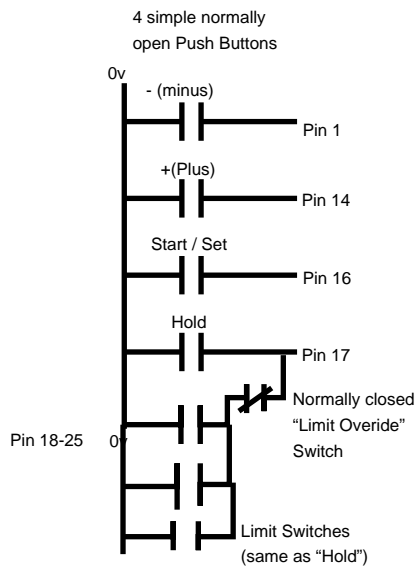 4 simple normally
open Push Buttons
0v
- (minus)
Pin 1
+(Plus)
Pin 14
Start / Set
Pin 16
Hold
Pin 17
Normally closed
“Limit Overide”
Switch
Pin 18-25
0v
Limit Switches
(same as “Hold”)